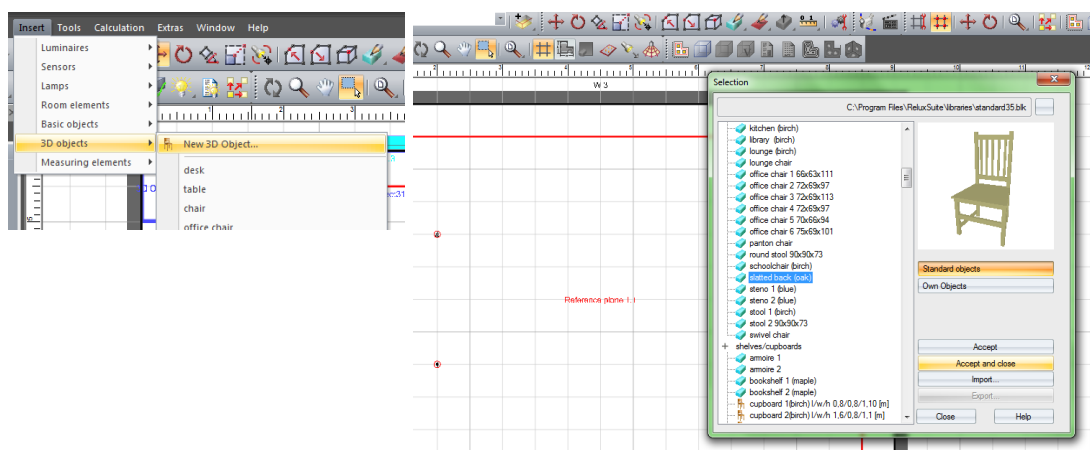 Insert Tools Calculation Extras Window Help
Luminaires
Sensors
Lamps
Room elements
Basic objects
3D objects
Measuring elements
New 3D Object...
desk
table
chair
office chair
W 3
Reference plane 1.1
Selection
C:\Program Files\ReluxSuite\libraries\standard35.blk
kitchen (birch)
library (birch)
lounge (birch)
lounge chair
office chair 1 66x63x111
office chair 2 72x69x97
office chair 3 72x69x113
office chair 4 72x69x97
office chair 5 70x66x94
office chair 6 75x69x101
panton chair
round stool 90x90x73
schoolchair (birch)
slatted back (oak)
steno 1 (blue)
steno 2 (blue)
stool 1 (birch)
stool 2 90x90x73
swivel chair
shelves/cupboards
armoire 1
armoire 2
bookshelf 1 (maple)
bookshelf 2 (maple)
cupboard 1(birch) l/w/h 0,8/0,8/1,10 [m]
cupboard 2(birch) l/w/h 1,6/0,8/1,1 [m]
Standard objects
Own Objects
Accept
Accept and close
Import...
Export...
Close Help